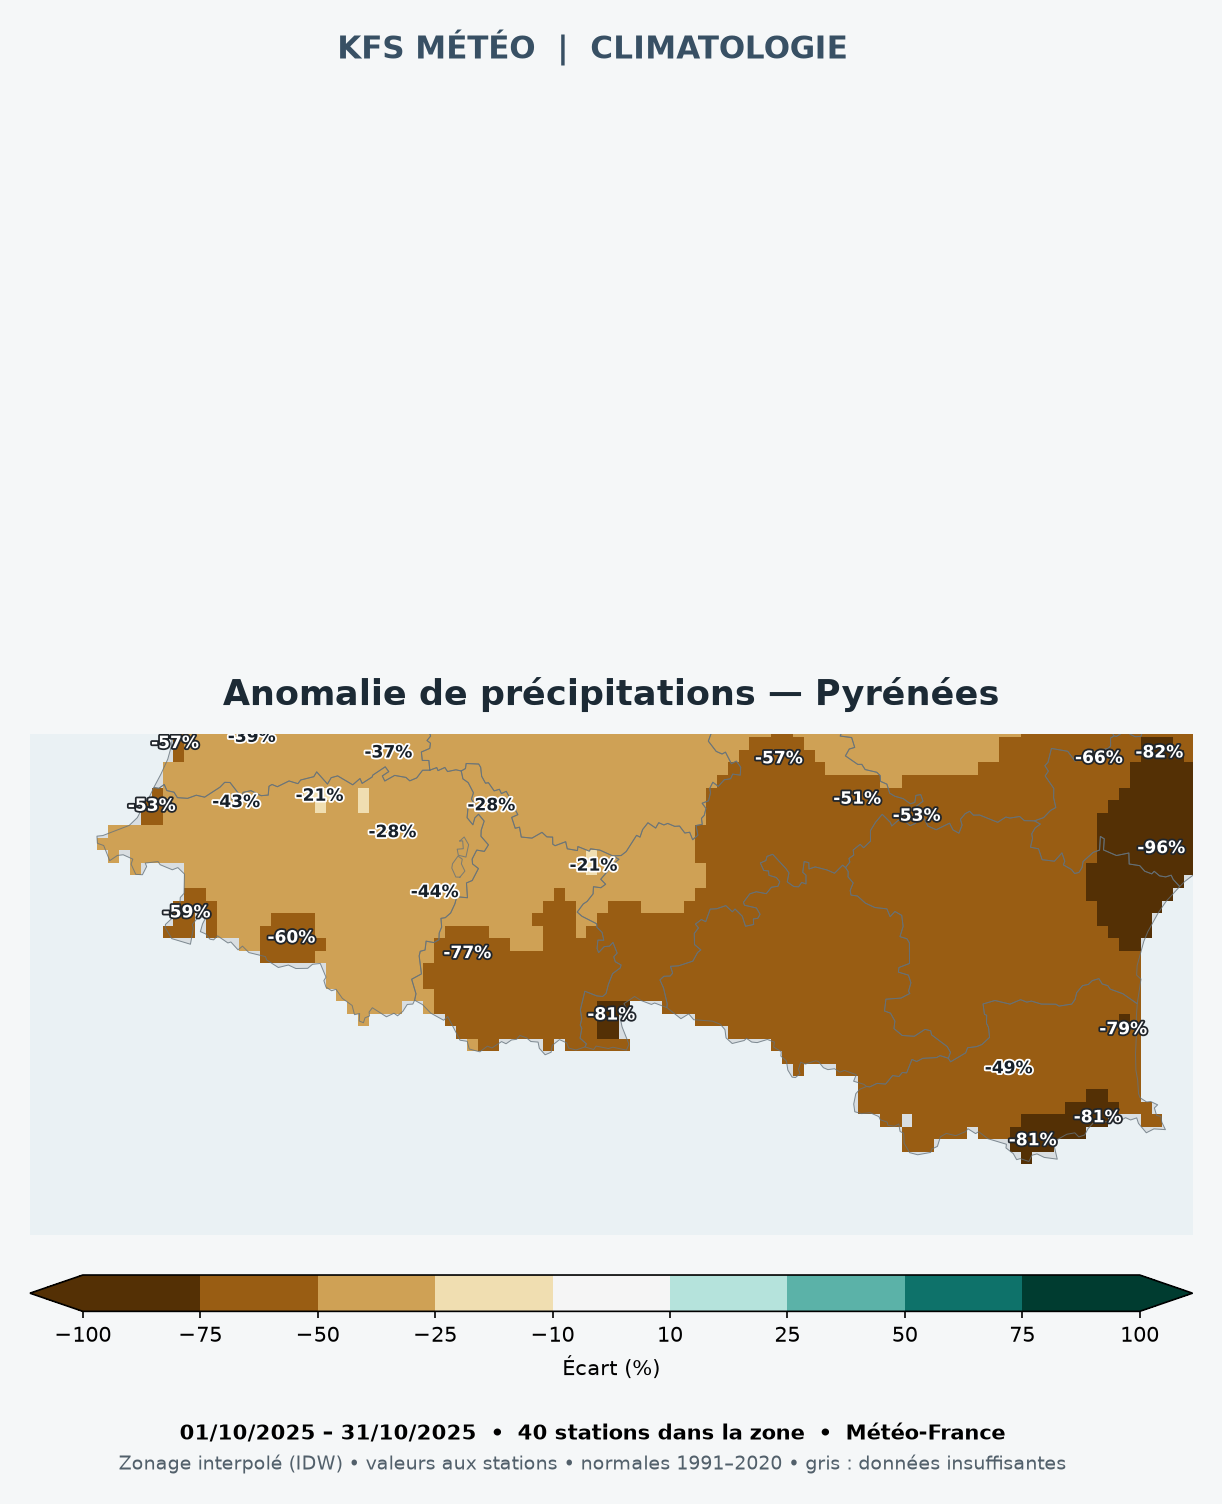 KFS MÉTÉO | CLIMATOLOGIE
Anomalie de précipitations — Pyrénées
-57% -39% -37% -57% -66% -82%
-53% -43% -21% -28% -51% -53%
-28% -96%
-21%
-44%
-59%
-60% -77%
-81% -79%
-49%
-81%
-81%
−100 −75 −50 −25 −10 10 25 50 75 100
Écart (%)
01/10/2025 – 31/10/2025 • 40 stations dans la zone • Météo-France
Zonage interpolé (IDW) • valeurs aux stations • normales 1991–2020 • gris : données insuffisantes